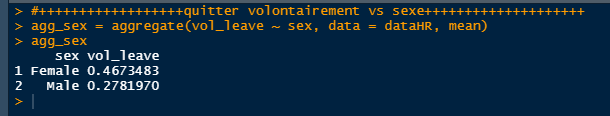 > #++++++++++++++++++quitter volontairement vs sexe++++++++++++++++++++
> agg_sex = aggregate(vol_leave ~ sex, data = dataHR, mean)
> agg_sex
     sex vol_leave
1 Female 0.4673483
2   Male 0.2781970
>